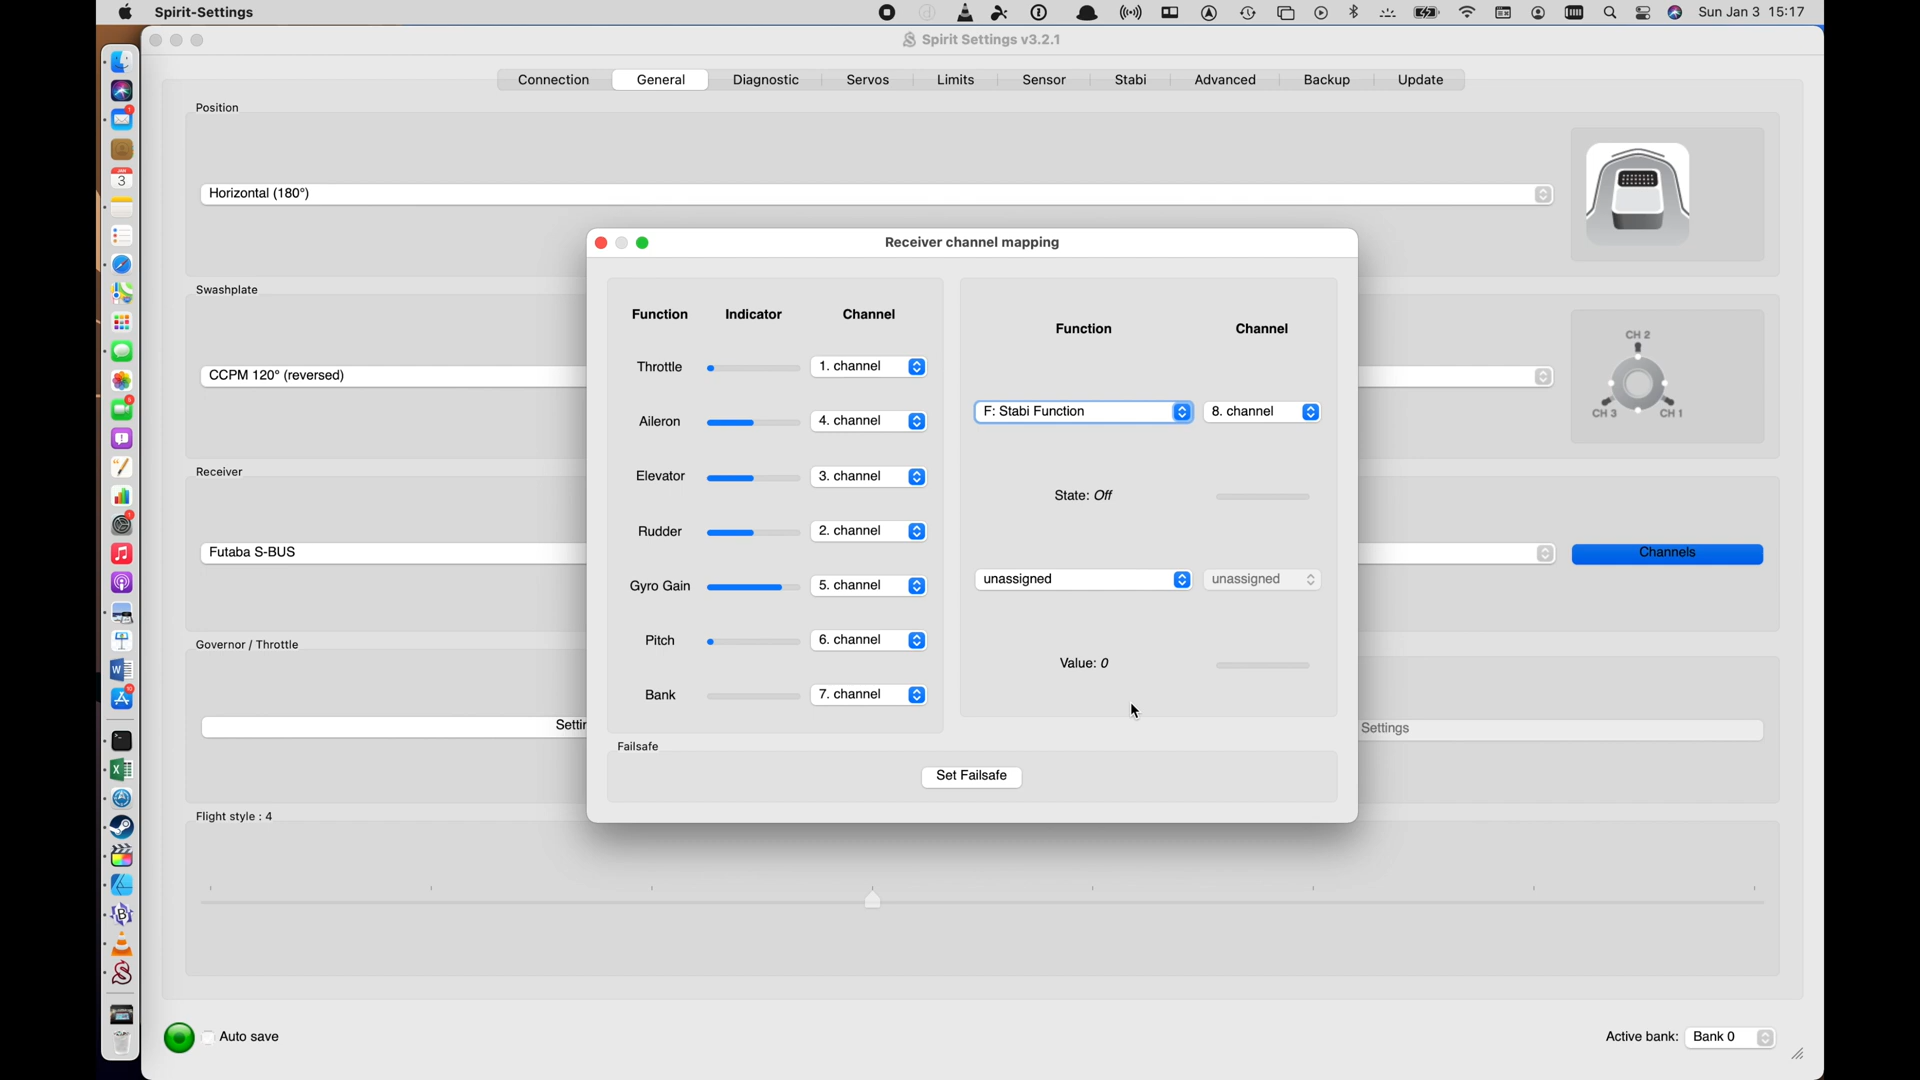 Spirit-Settings
Sun Jan 3 15:17
Spirit Settings v3.2.1
Connection
General
Diagnostic
Servos
Limits
Sensor
Stabi
Advanced
Backup
Update
Position
Horizontal (180°)
Swashplate
CCPM 120° (reversed)
CH 2
CH 3
CH 1
Receiver
Futaba S-BUS
Channels
Governor / Throttle
Settin
Settings
Flight style : 4
Receiver channel mapping
Function
Indicator
Channel
Throttle
1. channel
Aileron
4. channel
Elevator
3. channel
Rudder
2. channel
Gyro Gain
5. channel
Pitch
6. channel
Bank
7. channel
Function
Channel
F: Stabi Function
8. channel
State: Off
unassigned
unassigned
Value: 0
Failsafe
Set Failsafe
Auto save
Active bank:
Bank 0